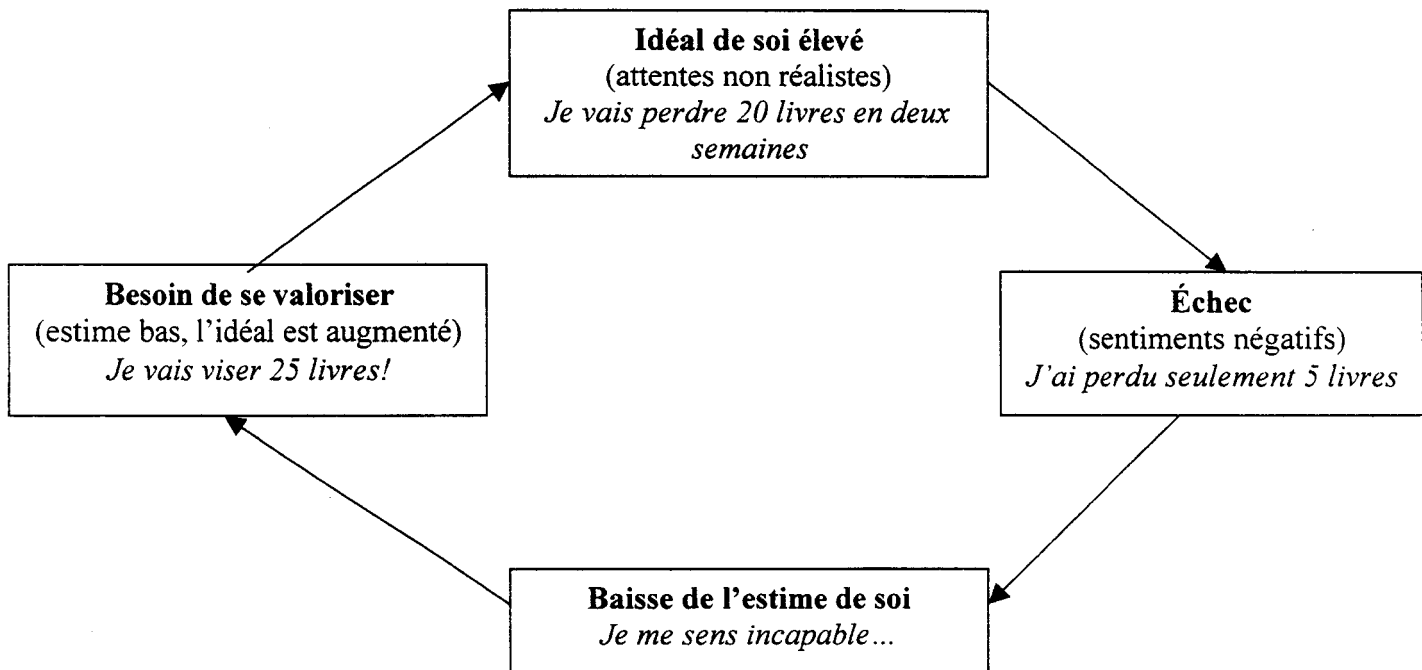 Idéal de soi élevé
(attentes non réalistes)
Je vais perdre 20 livres en deux
semaines
Besoin de se valoriser
(estime bas, l'idéal est augmenté)
Je vais viser 25 livres!
Échec
(sentiments négatifs)
J'ai perdu seulement 5 livres
Baisse de l'estime de soi
Je me sens incapable…